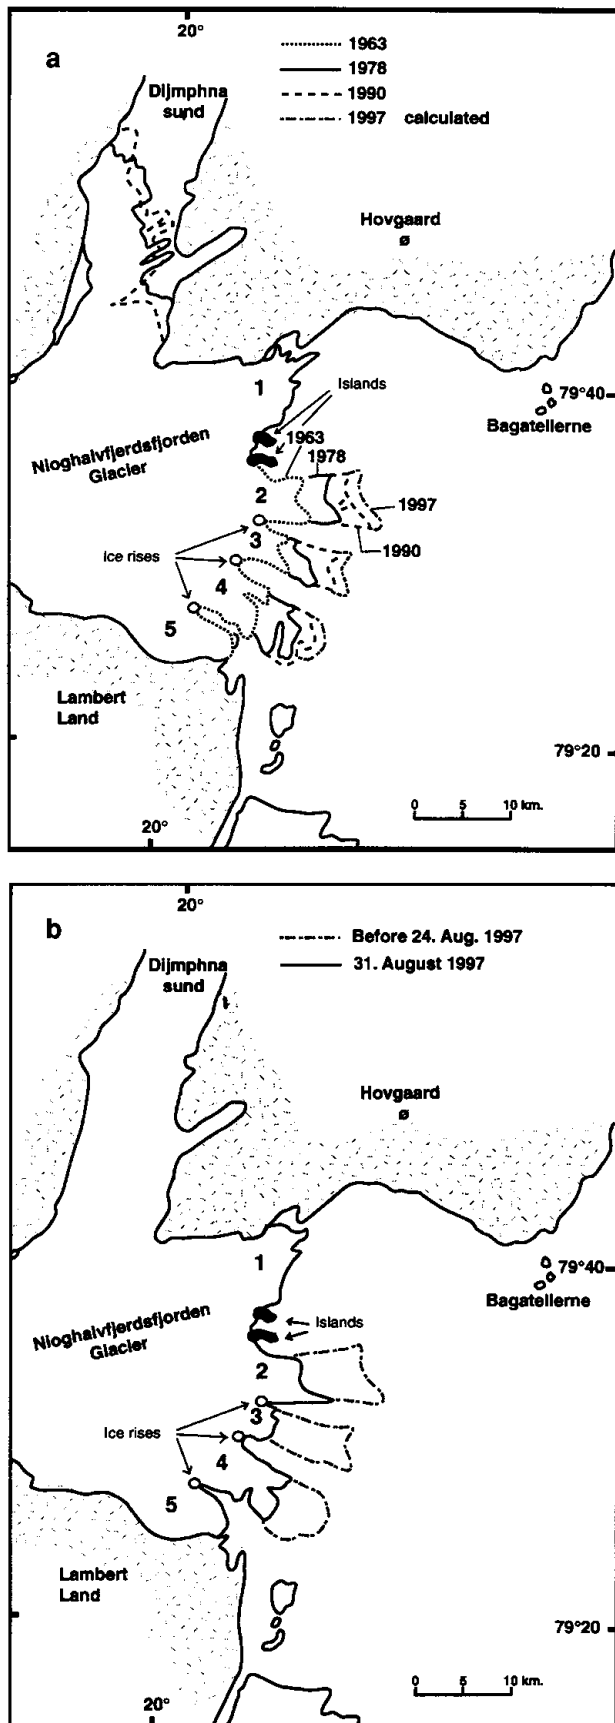 20°
a
1963
1978
1990
1997 calculated
Dijmphna
sund
Hovgaard
ø
1
Islands
79°40
Bagatellerne
Nioghalvfjerdsfjorden
Glacier
1963
1978
2
1997
3
1990
Ice rises
4
5
Lambert
Land
79°20
0 5 10 km.
20°
20°
b
Before 24. Aug. 1997
31. August 1997
Dijmphna
sund
Hovgaard
ø
1
79°40
Bagatellerne
Islands
Nioghalvfjerdsfjorden
Glacier
2
3
Ice rises
4
5
Lambert
Land
79°20
0 5 10 km.
20°